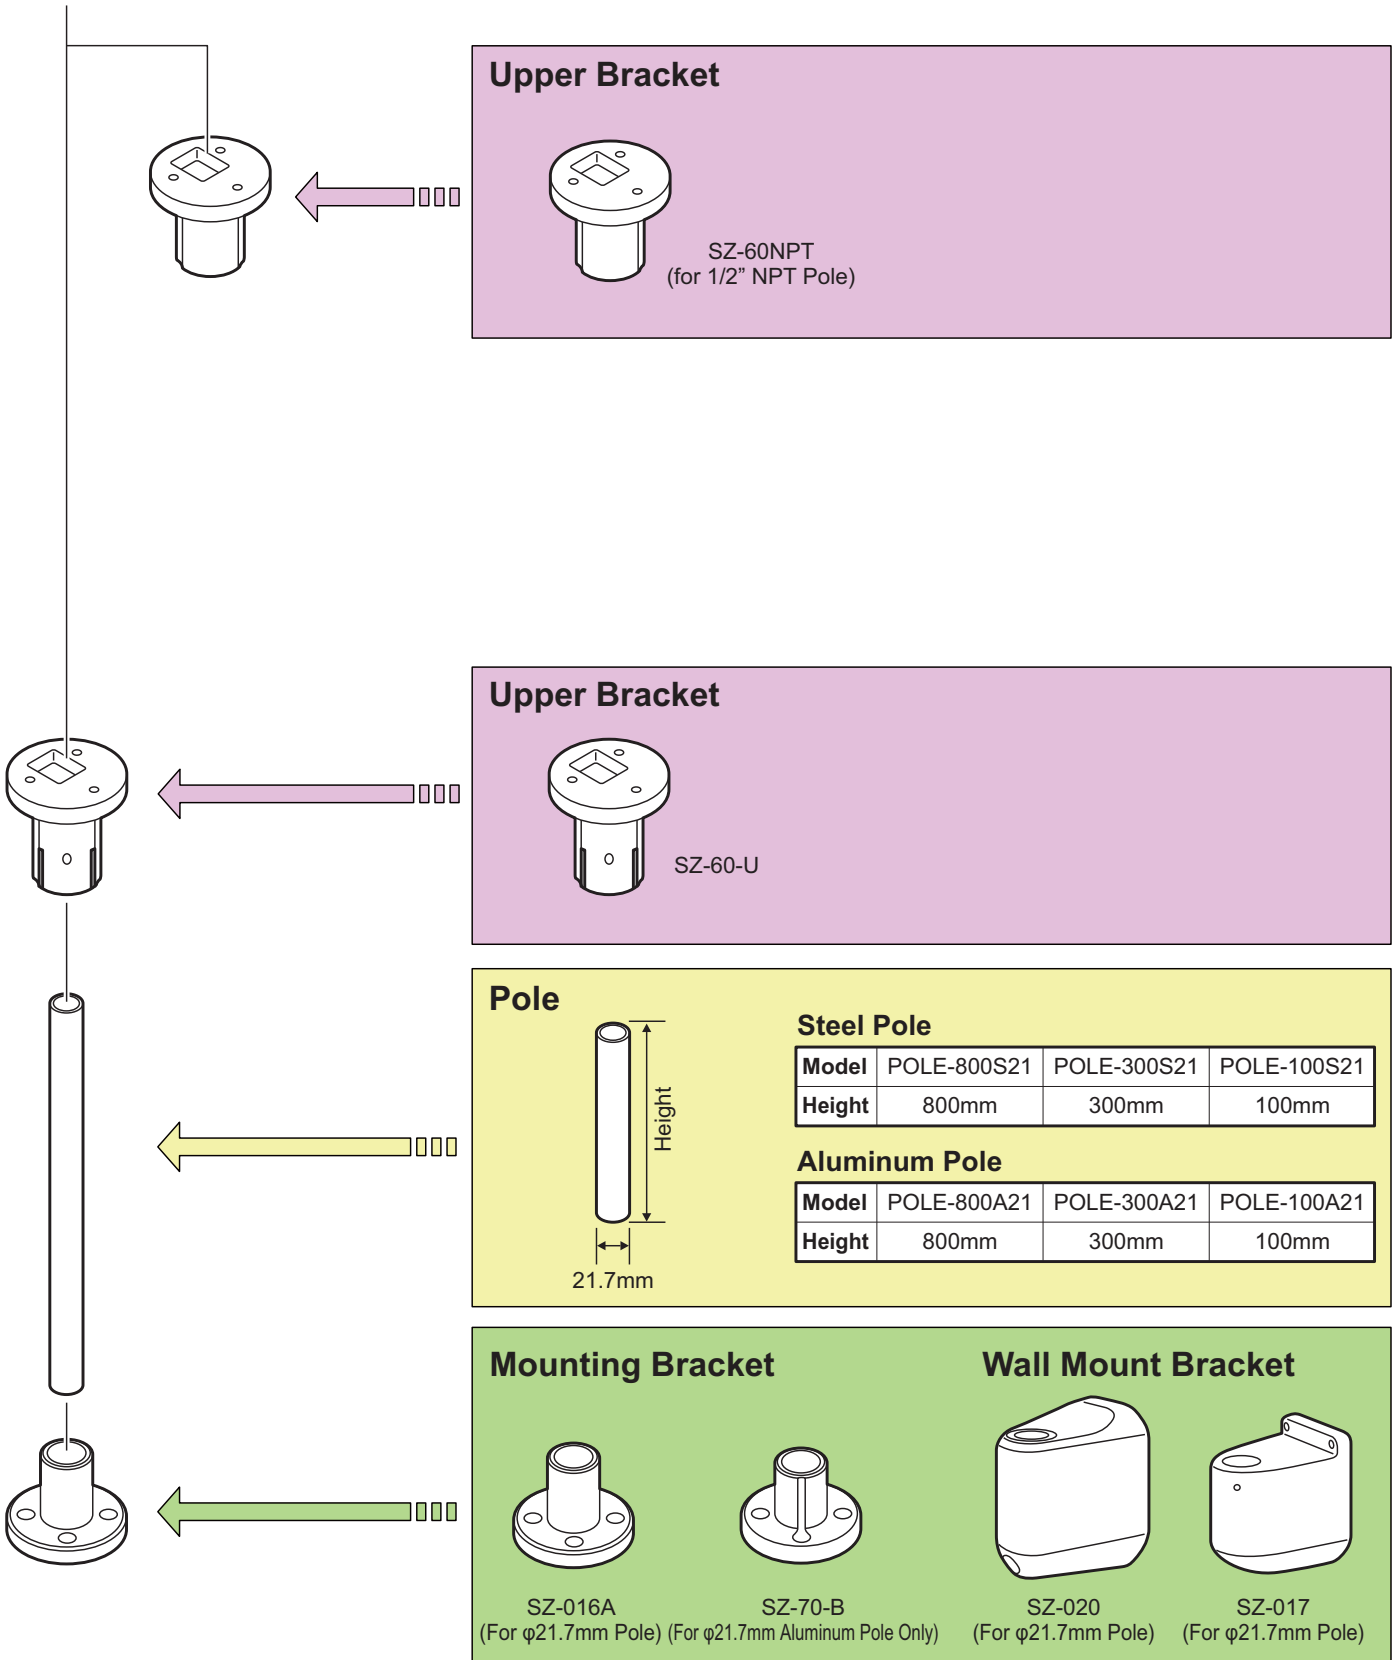 Upper Bracket
SZ-60NPT
(for 1/2” NPT Pole)
Upper Bracket
SZ-60-U
Pole
Height
21.7mm
Steel Pole
Model POLE-800S21 POLE-300S21 POLE-100S21
Height 800mm 300mm 100mm
Aluminum Pole
Model POLE-800A21 POLE-300A21 POLE-100A21
Height 800mm 300mm 100mm
Mounting Bracket
SZ-016A
(For φ21.7mm Pole)
SZ-70-B
(For φ21.7mm Aluminum Pole Only)
Wall Mount Bracket
SZ-020
(For φ21.7mm Pole)
SZ-017
(For φ21.7mm Pole)